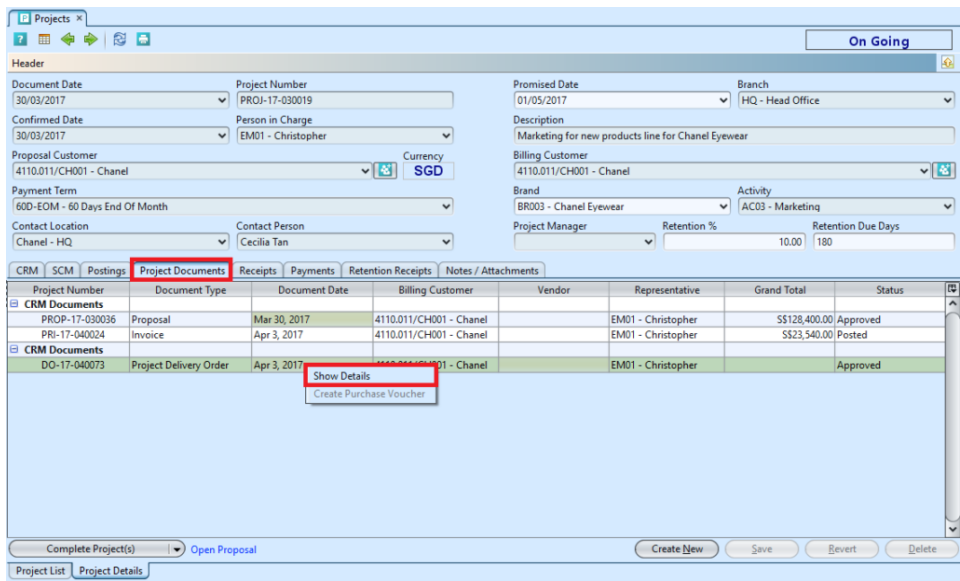 Projects
On Going
Header
Document Date Project Number Promised Date Branch
30/03/2017 PROJ-17-030019 01/05/2017 HQ - Head Office
Confirmed Date Person in Charge Description
30/03/2017 EM01 - Christopher Marketing for new products line for Chanel Eyewear
Proposal Customer Currency Billing Customer
4110.011/CH001 - Chanel SGD 4110.011/CH001 - Chanel
Payment Term Brand Activity
60D-EOM - 60 Days End Of Month BR003 - Chanel Eyewear AC03 - Marketing
Contact Location Contact Person Project Manager Retention % Retention Due Days
Chanel - HQ Cecilia Tan 10.00 180
CRM SCM Postings Project Documents Receipts Payments Retention Receipts Notes / Attachments
Project Number Document Type Document Date Billing Customer Vendor Representative Grand Total Status
CRM Documents
PROP-17-030036 Proposal Mar 30, 2017 4110.011/CH001 - Chanel EM01 - Christopher S$128,400.00 Approved
PRI-17-040024 Invoice Apr 3, 2017 4110.011/CH001 - Chanel EM01 - Christopher S$23,540.00 Posted
CRM Documents
DO-17-040073 Project Delivery Order Apr 3, 2017 - Chanel EM01 - Christopher Approved
Show Details
Create Purchase Voucher
Complete Project(s) Open Proposal Create New Save Revert Delete
Project List Project Details